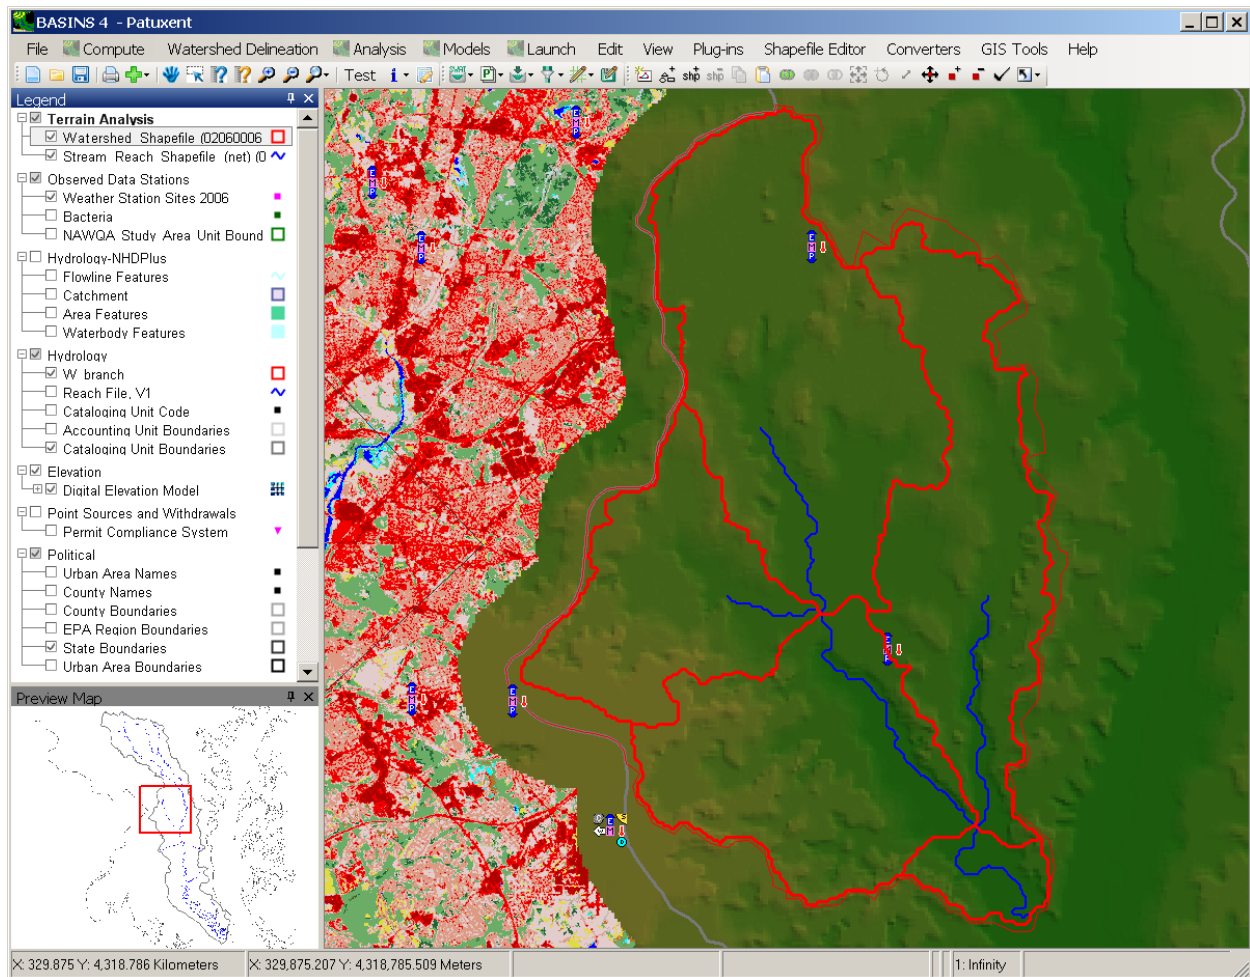 BASINS 4 - Patuxent
File Compute Watershed Delineation Analysis Models Launch Edit View Plug-ins Shapefile Editor Converters GIS Tools Help
Test
shp shp
Legend
Terrain Analysis
Watershed Shapefile (02060006
Stream Reach Shapefile (net) (0
Observed Data Stations
Weather Station Sites 2006
Bacteria
NAWQA Study Area Unit Bound
Hydrology-NHDPlus
Flowline Features
Catchment
Area Features
Waterbody Features
Hydrology
W branch
Reach File, V1
Cataloging Unit Code
Accounting Unit Boundaries
Cataloging Unit Boundaries
Elevation
Digital Elevation Model
Point Sources and Withdrawals
Permit Compliance System
Political
Urban Area Names
County Names
County Boundaries
EPA Region Boundaries
State Boundaries
Urban Area Boundaries
Preview Map
X: 329.875 Y: 4,318.786 Kilometers X: 329,875.207 Y: 4,318,785.509 Meters 1: Infinity